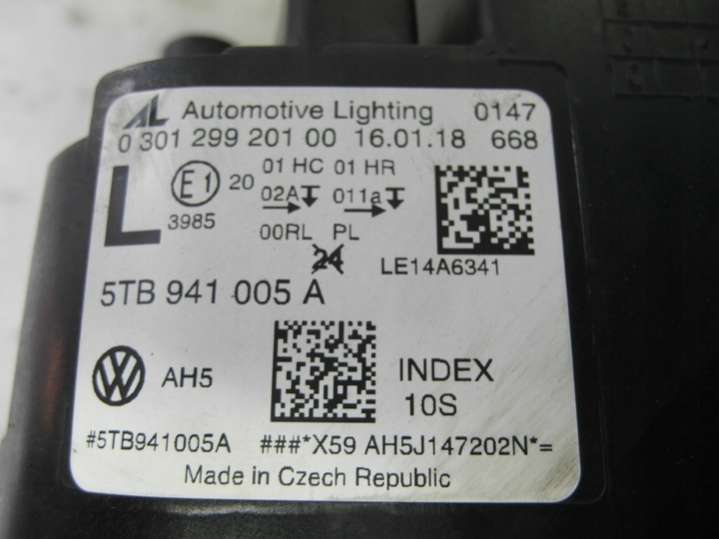 AL Automotive Lighting 0147
0 301 299 201 00 16.01.18 668
L E1 20 01 HC 01 HR
3985 02A 011a
00RL PL
24
LE14A6341
5TB 941 005 A
VW AH5 INDEX
10S
#5TB941005A ###*X59 AH5J147202N*=
Made in Czech Republic